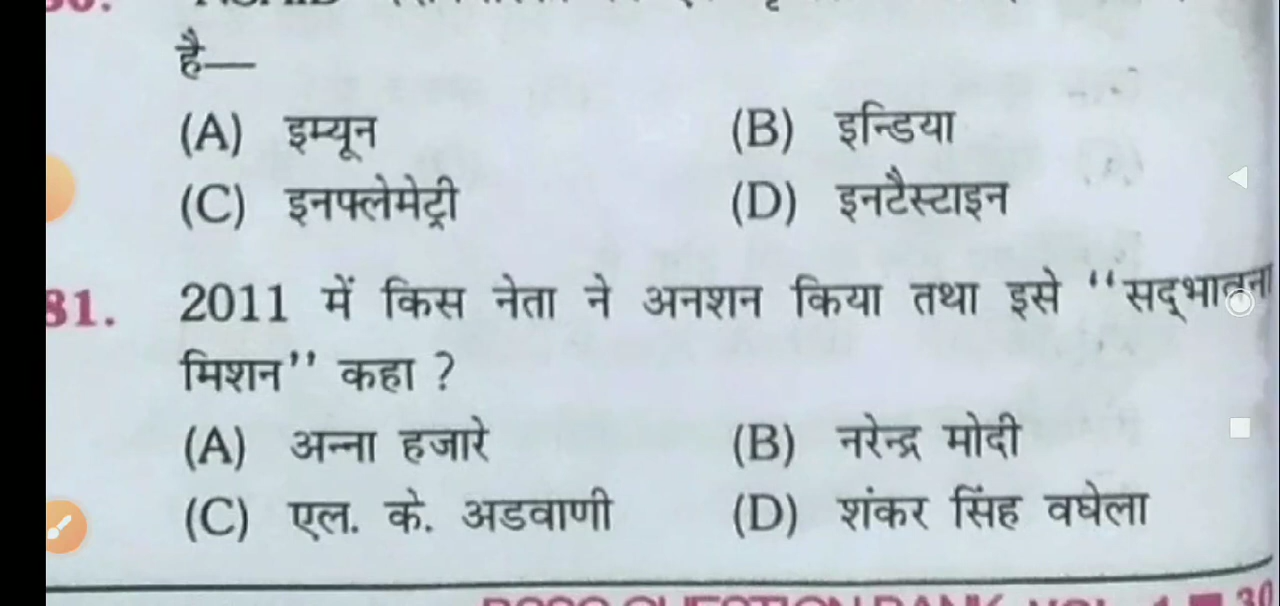 है—
(A) इम्यून (B) इन्डिया
(C) इनफ्लेमेट्री (D) इनटैस्टाइन
31. 2011 में किस नेता ने अनशन किया तथा इसे ‘‘सद्भावना
मिशन’’ कहा ?
(A) अन्ना हजारे (B) नरेन्द्र मोदी
(C) एल. के. अडवाणी (D) शंकर सिंह वघेला